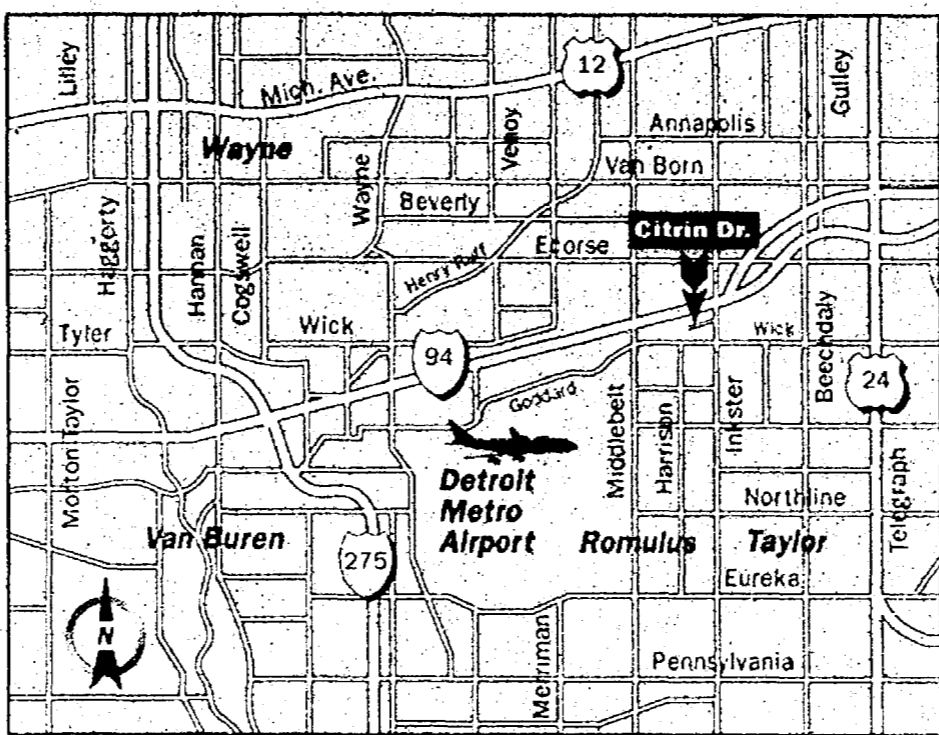 12
Lilley
Mich. Ave.
Gulley
Annapolis
Wayne
Venoy
Van Born
Wayne
Beverly
Haggorty
Hannan
Cogswell
Citrin Dr.
Ecorse
Henry Ruff
Tyler
Wick
Wick
94
Beechdaly
24
Goddard
Morton Taylor
Middlebelt
Harrison
Inkster
Detroit
Metro
Airport
Northline
Telegraph
Van Buren
Romulus
Taylor
275
Eureka
N
Merriman
Pennsylvania